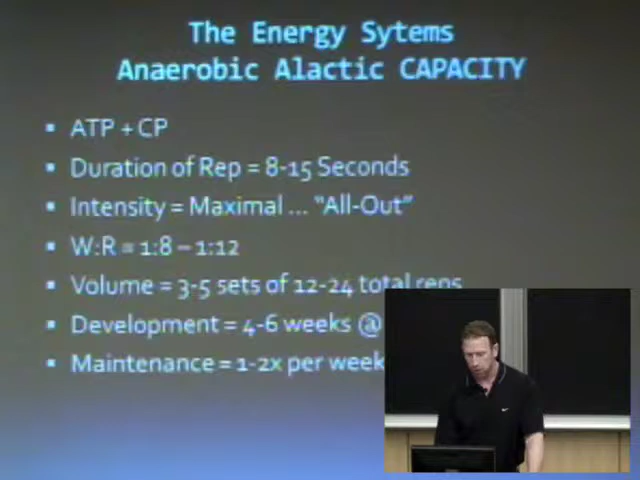 The Energy Sytems
Anaerobic Alactic CAPACITY
▪ ATP + CP
▪ Duration of Rep = 8-15 Seconds
▪ Intensity = Maximal ... “All-Out”
▪ W:R = 1:8 – 1:12
▪ Volume = 3-5 sets of 12-24 total reps
▪ Development = 4-6 weeks @
▪ Maintenance = 1-2x per week